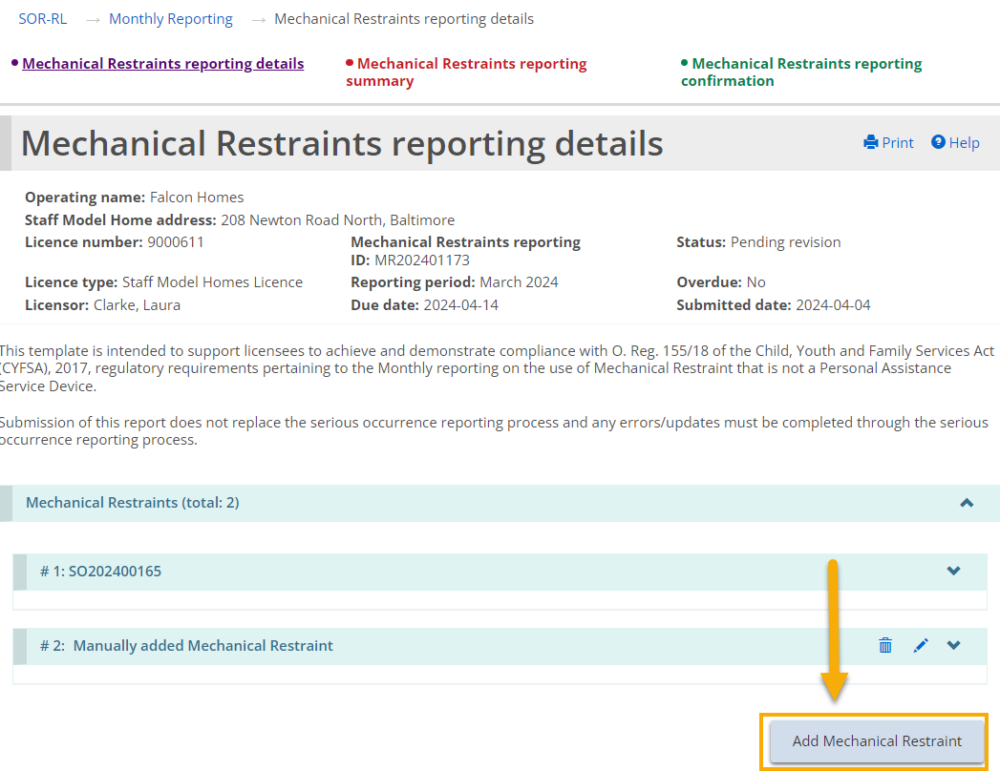 SOR-RL → Monthly Reporting → Mechanical Restraints reporting details
• Mechanical Restraints reporting details
• Mechanical Restraints reporting
summary
• Mechanical Restraints reporting
confirmation
Mechanical Restraints reporting details
Print
? Help
Operating name: Falcon Homes
Staff Model Home address: 208 Newton Road North, Baltimore
Licence number: 9000611
Mechanical Restraints reporting
ID: MR202401173
Status: Pending revision
Licence type: Staff Model Homes Licence
Reporting period: March 2024
Overdue: No
Licensor: Clarke, Laura
Due date: 2024-04-14
Submitted date: 2024-04-04
This template is intended to support licensees to achieve and demonstrate compliance with O. Reg. 155/18 of the Child, Youth and Family Services Act
(CYFSA), 2017, regulatory requirements pertaining to the Monthly reporting on the use of Mechanical Restraint that is not a Personal Assistance
Service Device.
Submission of this report does not replace the serious occurrence reporting process and any errors/updates must be completed through the serious
occurrence reporting process.
Mechanical Restraints (total: 2)
# 1: SO202400165
# 2: Manually added Mechanical Restraint
Add Mechanical Restraint